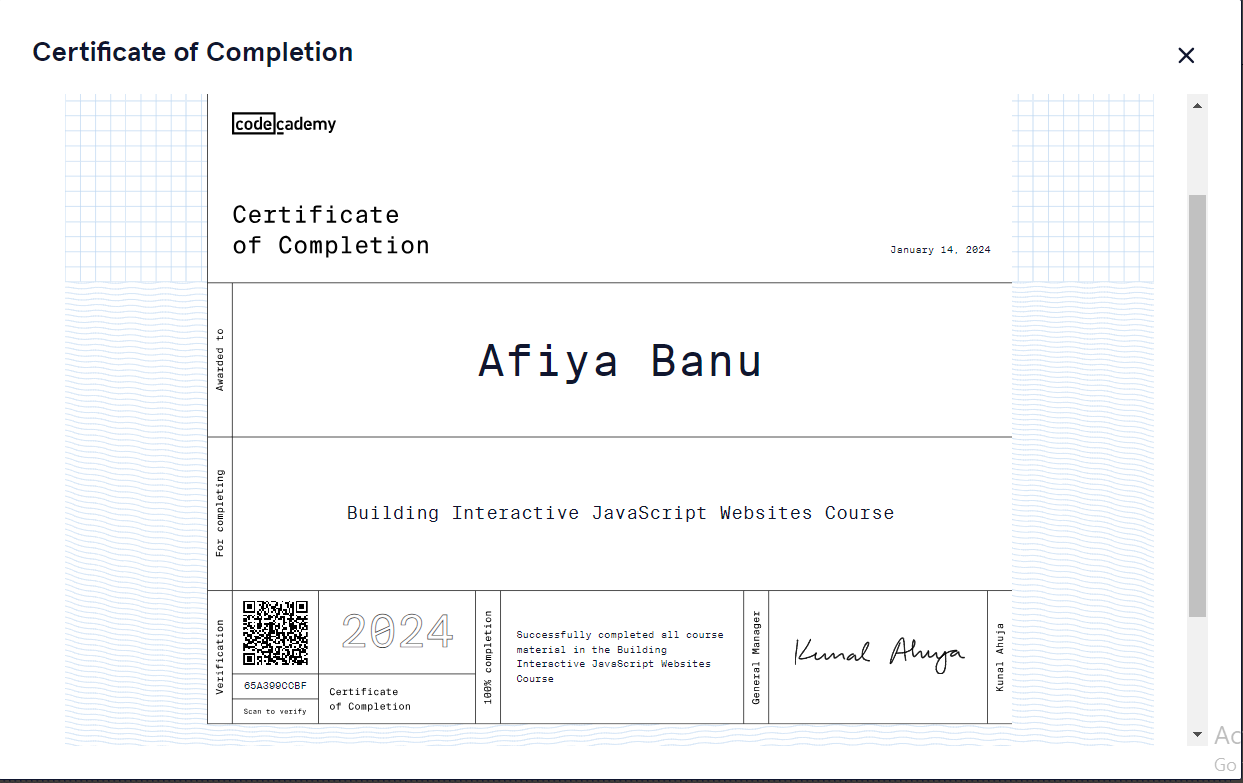 Certificate of Completion
codecademy
Certificate
of Completion
January 14, 2024
Awarded to
Afiya Banu
For completing
Building Interactive JavaScript Websites Course
Verification
65A399CCBF
Scan to verify
2024
Certificate
of Completion
100% completion
Successfully completed all course
material in the Building
Interactive JavaScript Websites
Course
General Manager
Kunal Ahuja
Kunal Ahuja
Go